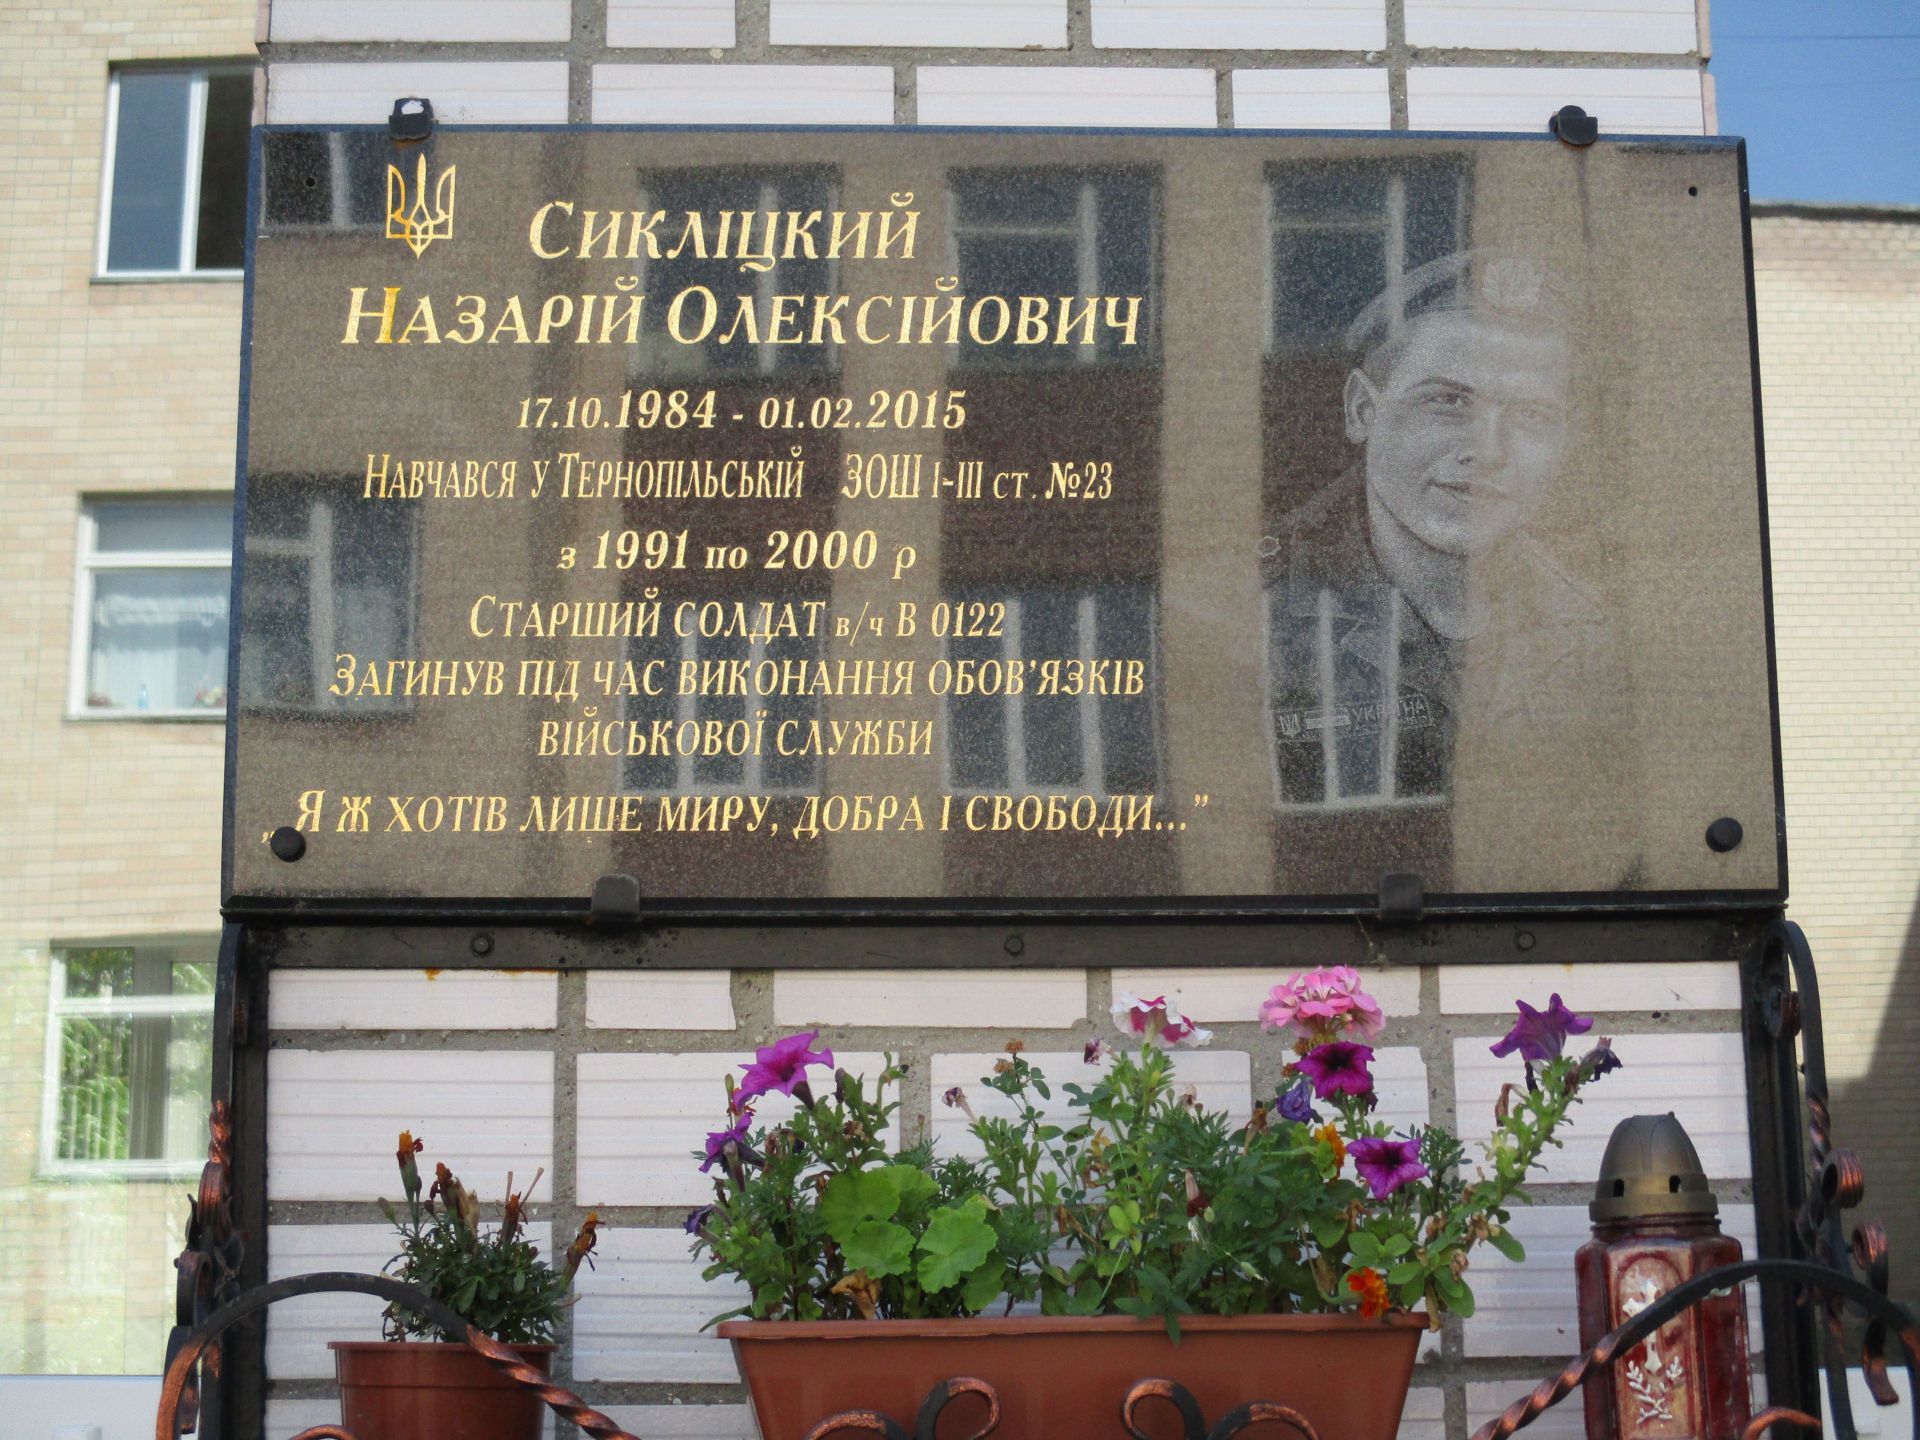 Сикліцкий
Назарій Олексійович
17.10.1984 - 01.02.2015
Навчався у Тернопільській ЗОШ І-ІІІ ст. №23
з 1991 по 2000 р
Старший солдат в/ч В 0122
Загинув під час виконання обов'язків
військової служби
„Я ж хотів лише миру, добра і свободи..."
УКРАЇНА